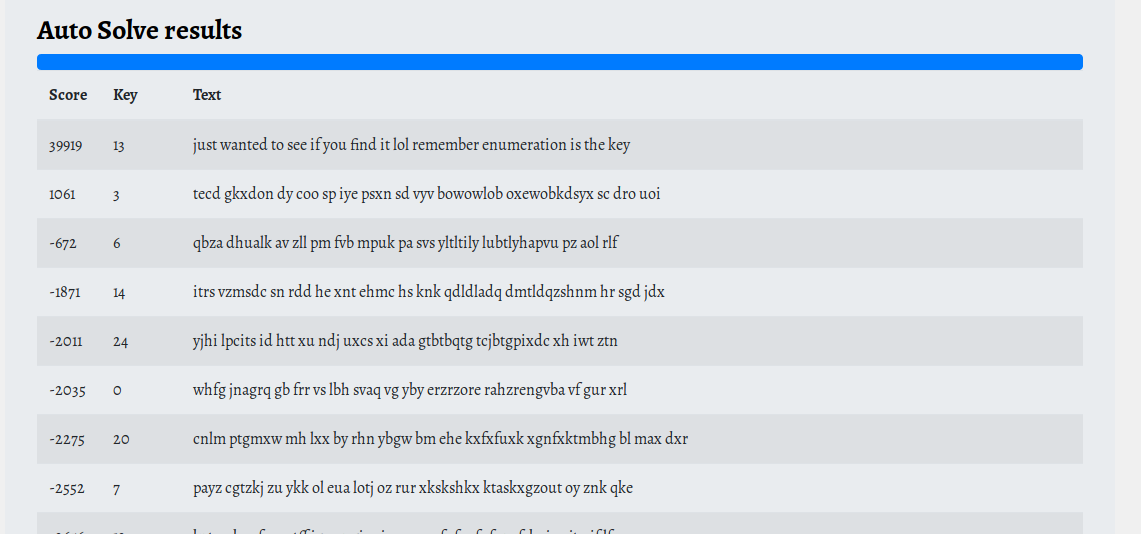 Auto Solve results
Score Key Text
39919 13 just wanted to see if you find it lol remember enumeration is the key
1061 3 tecd gkxdon dy coo sp iye psxn sd vyv bowowlob oxewobkdsyx sc dro uoi
-672 6 qbza dhualk av zll pm fvb mpuk pa svs yltltily lubtlyhapvu pz aol rlf
-1871 14 itrs vzmsdc sn rdd he xnt ehmc hs knk qdldladq dmtldqzshnm hr sgd jdx
-2011 24 yjhi lpcits id htt xu ndj uxcs xi ada gtbtbqtg tcjbtgpixdc xh iwt ztn
-2035 0 whfg jnagrq gb frr vs lbh svaq vg yby erzrzore rahzrengvba vf gur xrl
-2275 20 cnlm ptgmxw mh lxx by rhn ybgw bm ehe kxfxfuxk xgnfxktmbhg bl max dxr
-2552 7 payz cgtzkj zu ykk ol eua lotj oz rur xkskshkx ktaskxgzout oy znk qke